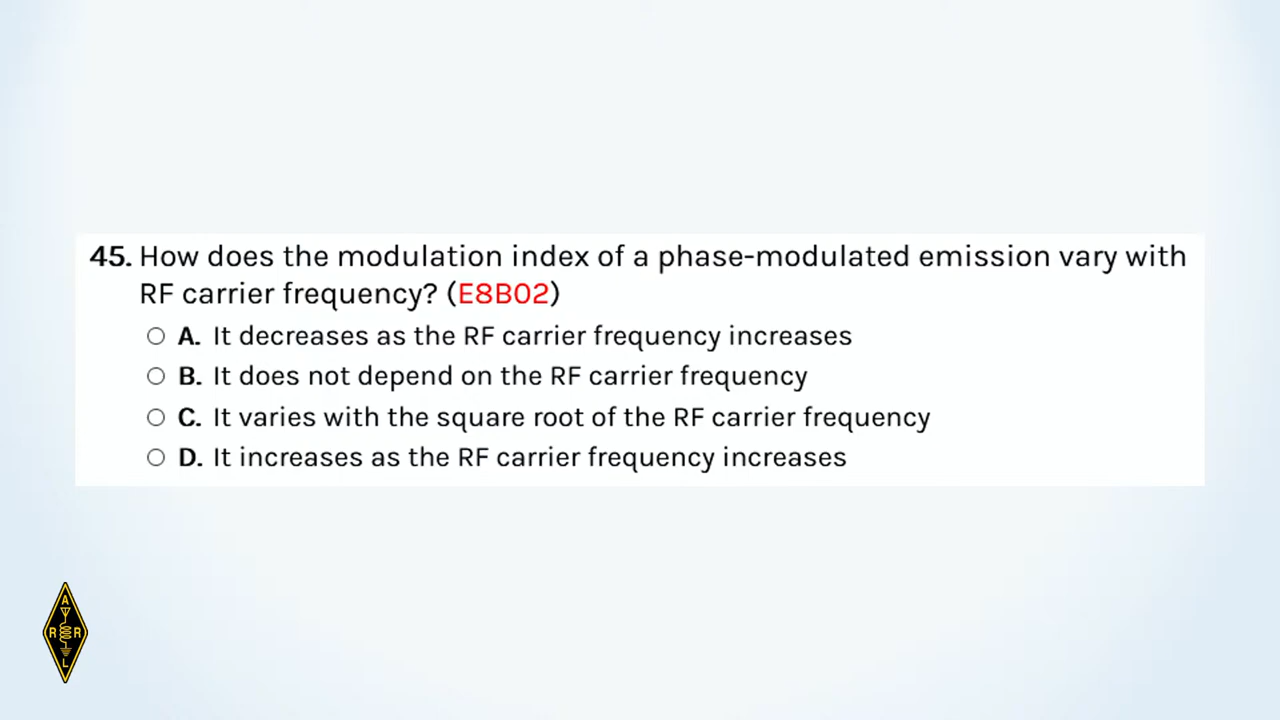 45. How does the modulation index of a phase-modulated emission vary with
RF carrier frequency? (E8B02)
A. It decreases as the RF carrier frequency increases
B. It does not depend on the RF carrier frequency
C. It varies with the square root of the RF carrier frequency
D. It increases as the RF carrier frequency increases
A
R R
L